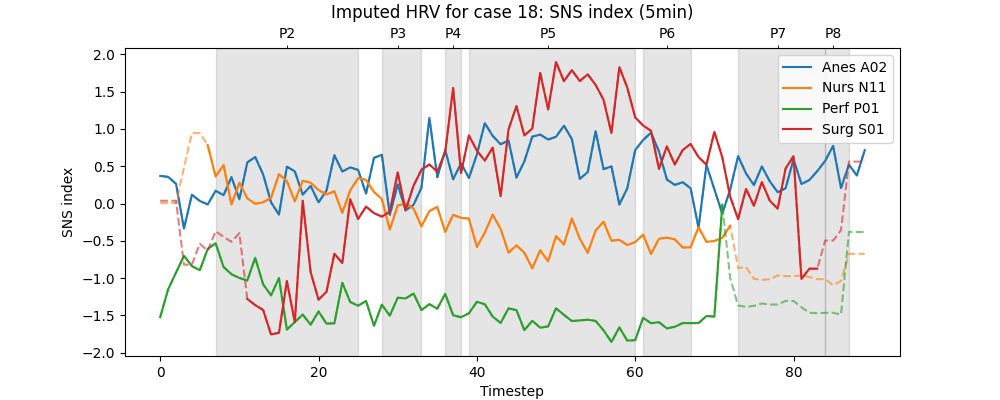 Imputed HRV for case 18: SNS index (5min)
P2 P3 P4 P5 P6 P7 P8
2.0
1.5
1.0
0.5
0.0
−0.5
−1.0
−1.5
−2.0
SNS index
Anes A02
Nurs N11
Perf P01
Surg S01
0 20 40 60 80
Timestep